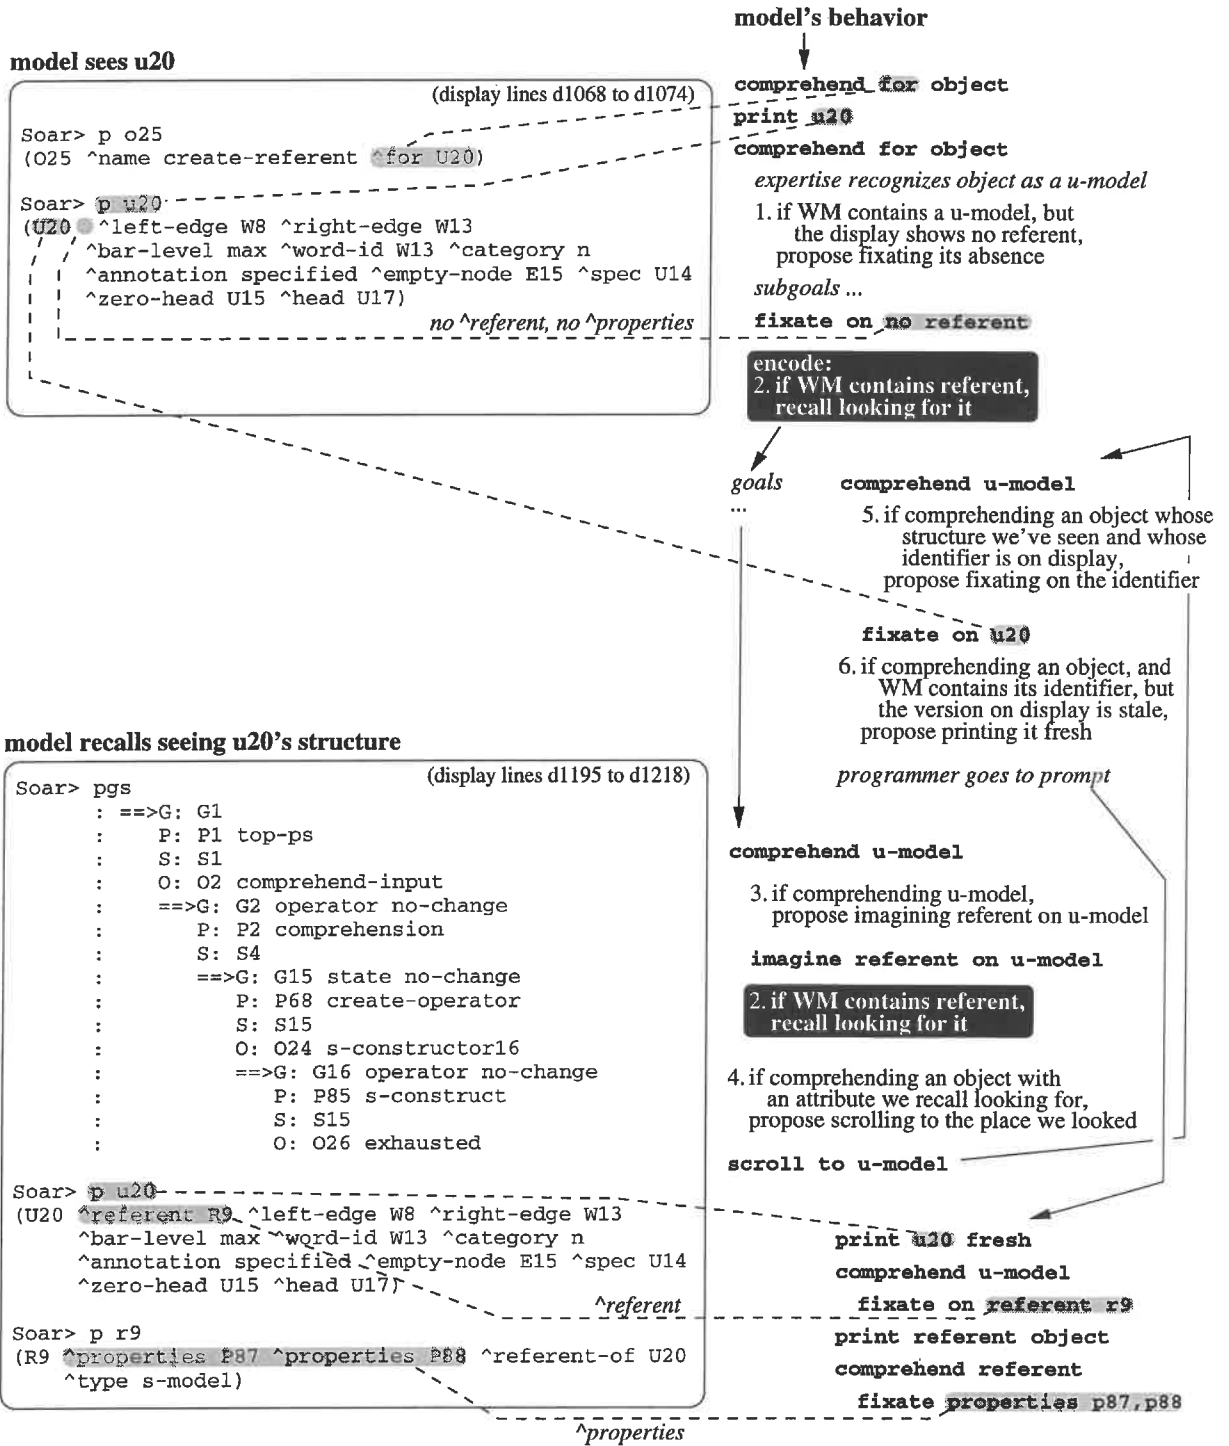 model's behavior
model sees u20
(display lines d1068 to d1074)
Soar> p o25
(O25 ^name create-referent ^for U20)
Soar> p u20
(U20 ^left-edge W8 ^right-edge W13
^bar-level max ^word-id W13 ^category n
^annotation specified ^empty-node E15 ^spec U14
^zero-head U15 ^head U17)
no ^referent, no ^properties
comprehend for object
print u20
comprehend for object
expertise recognizes object as a u-model
1. if WM contains a u-model, but
the display shows no referent,
propose fixating its absence
subgoals ...
fixate on no referent
encode:
2. if WM contains referent,
recall looking for it
goals
...
comprehend u-model
5. if comprehending an object whose
structure we've seen and whose
identifier is on display,
propose fixating on the identifier
fixate on u20
6. if comprehending an object, and
WM contains its identifier, but
the version on display is stale,
propose printing it fresh
programmer goes to prompt
comprehend u-model
3. if comprehending u-model,
propose imagining referent on u-model
imagine referent on u-model
2. if WM contains referent,
recall looking for it
4. if comprehending an object with
an attribute we recall looking for,
propose scrolling to the place we looked
scroll to u-model
model recalls seeing u20's structure
(display lines d1195 to d1218)
Soar> pgs
: ==>G: G1
: P: P1 top-ps
: S: S1
: O: O2 comprehend-input
: ==>G: G2 operator no-change
: P: P2 comprehension
: S: S4
: ==>G: G15 state no-change
: P: P68 create-operator
: S: S15
: O: O24 s-constructor16
: ==>G: G16 operator no-change
: P: P85 s-construct
: S: S15
: O: O26 exhausted
Soar> p u20
(U20 ^referent R9 ^left-edge W8 ^right-edge W13
^bar-level max ^word-id W13 ^category n
^annotation specified ^empty-node E15 ^spec U14
^zero-head U15 ^head U17)
^referent
Soar> p r9
(R9 ^properties P87 ^properties P88 ^referent-of U20
^type s-model)
^properties
print u20 fresh
comprehend u-model
fixate on referent r9
print referent object
comprehend referent
fixate properties p87,p88